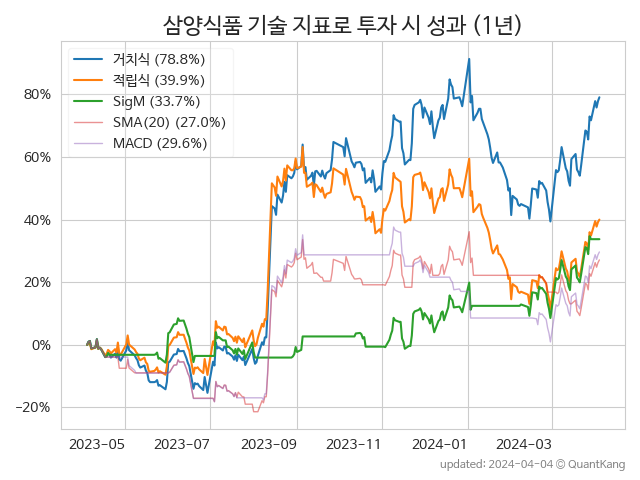 삼양식품 기술 지표로 투자 시 성과 (1년)
거치식 (78.8%)
적립식 (39.9%)
SigM (33.7%)
SMA(20) (27.0%)
MACD (29.6%)
80%
60%
40%
20%
0%
−20%
2023-05 2023-07 2023-09 2023-11 2024-01 2024-03
updated: 2024-04-04 © QuantKang